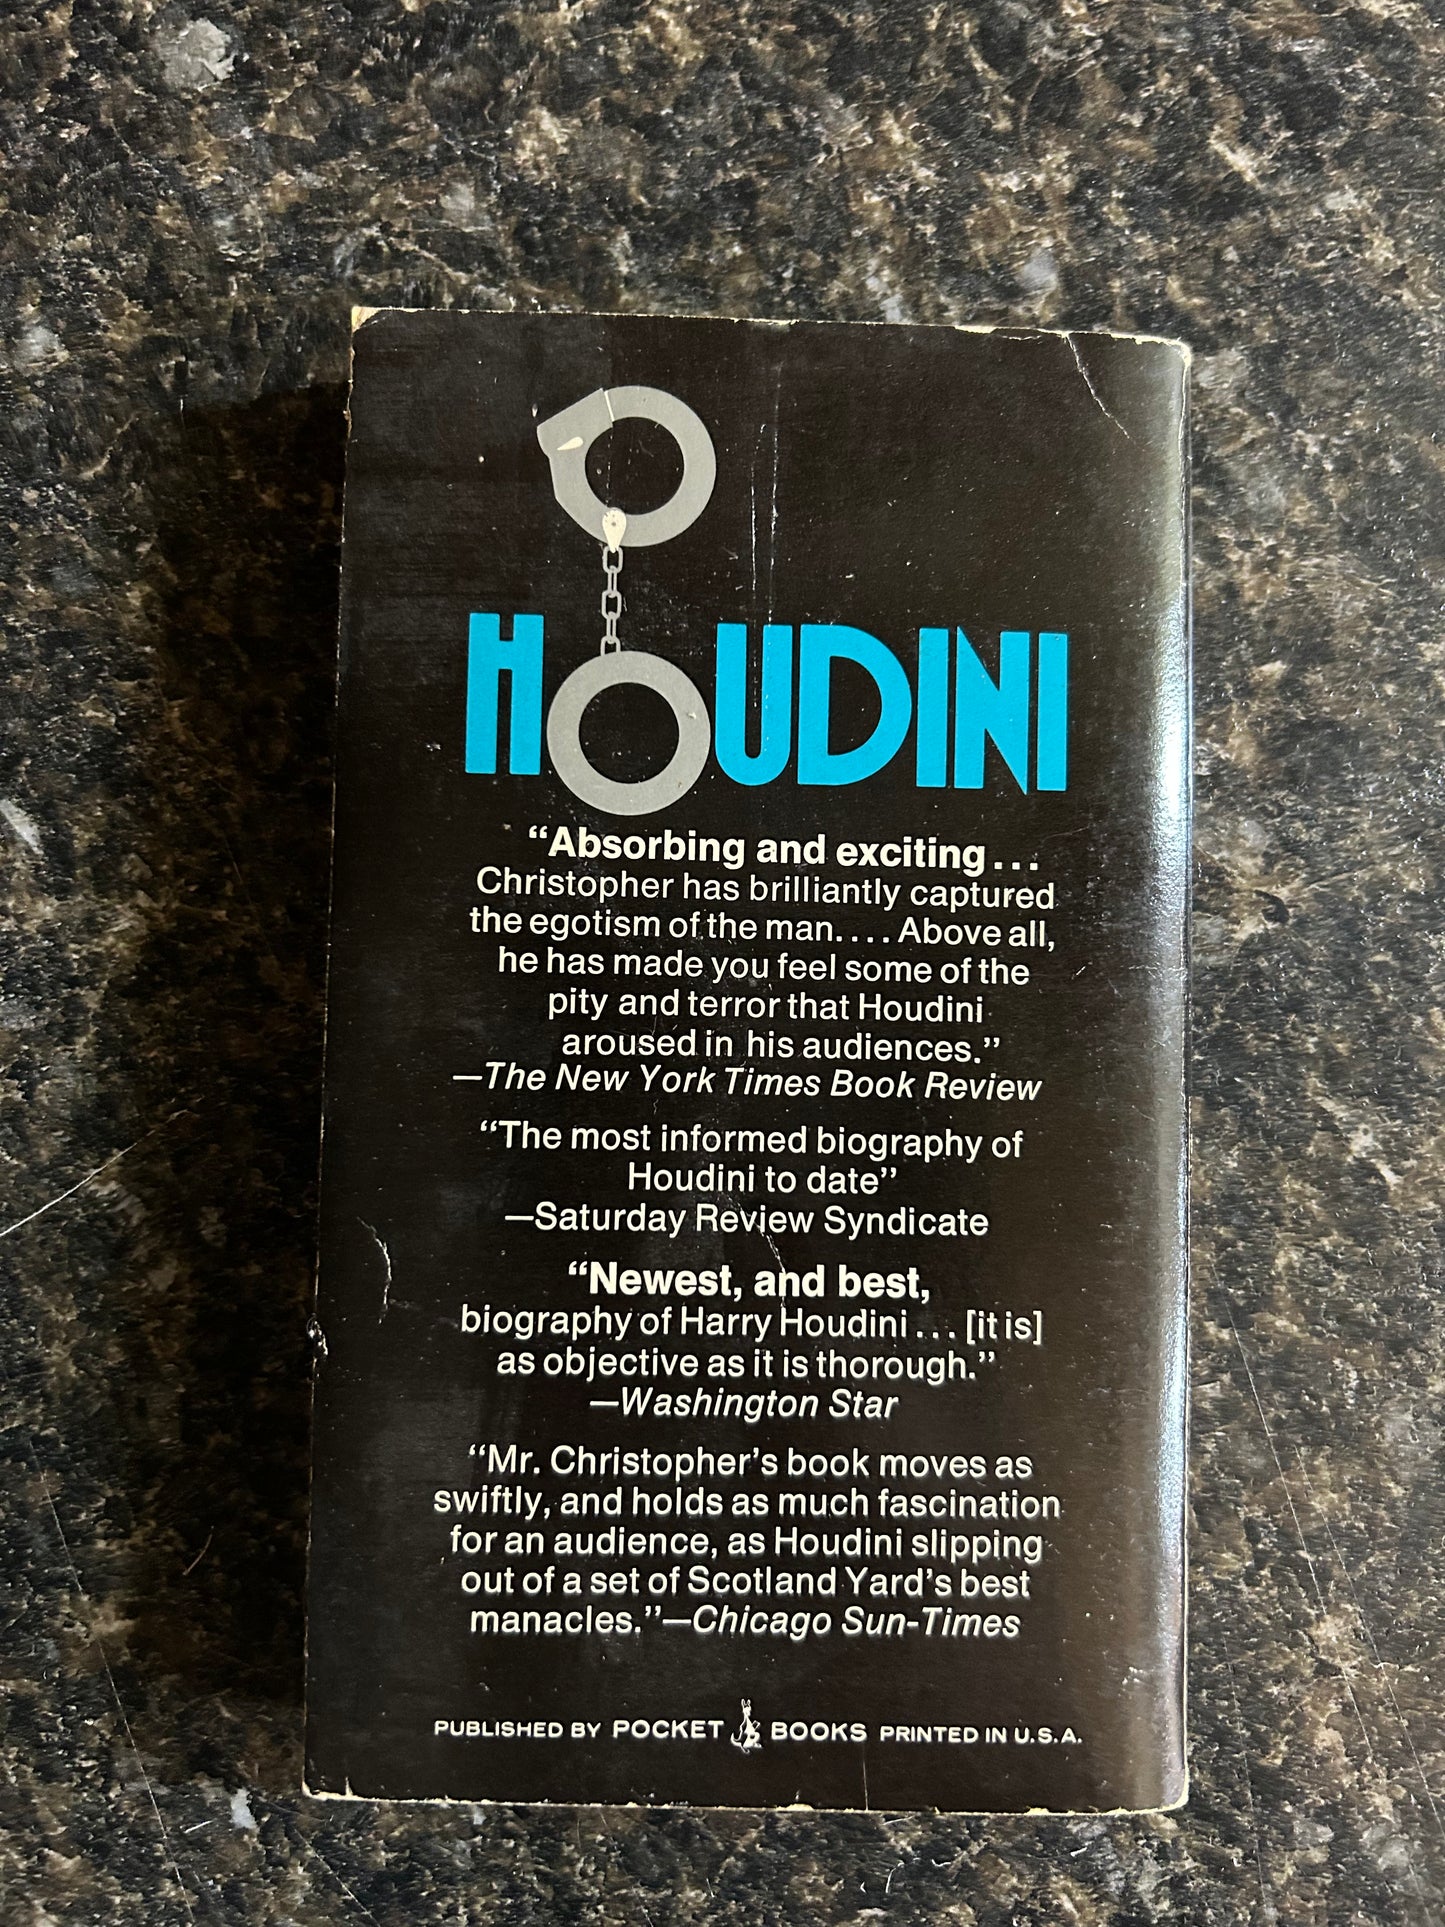 HOUDINI
“Absorbing and exciting...
Christopher has brilliantly captured
the egotism of the man.... Above all,
he has made you feel some of the
pity and terror that Houdini
aroused in his audiences.”
—The New York Times Book Review
“The most informed biography of
Houdini to date”
—Saturday Review Syndicate
“Newest, and best,
biography of Harry Houdini... [it is]
as objective as it is thorough.”
—Washington Star
“Mr. Christopher’s book moves as
swiftly, and holds as much fascination
for an audience, as Houdini slipping
out of a set of Scotland Yard’s best
manacles.”—Chicago Sun-Times
PUBLISHED BY POCKET BOOKS PRINTED IN U.S.A.